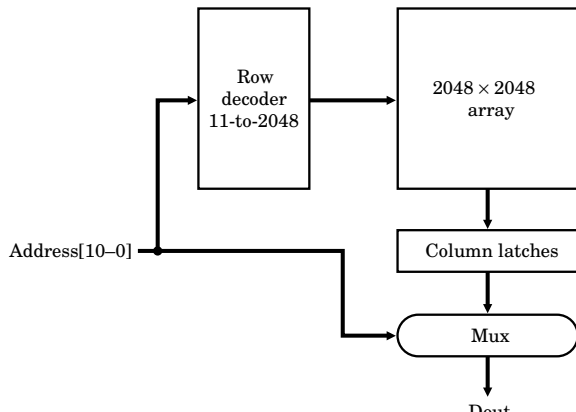 Row
decoder
11-to-2048
2048 × 2048
array
Address[10–0]
Column latches
Mux
Dout